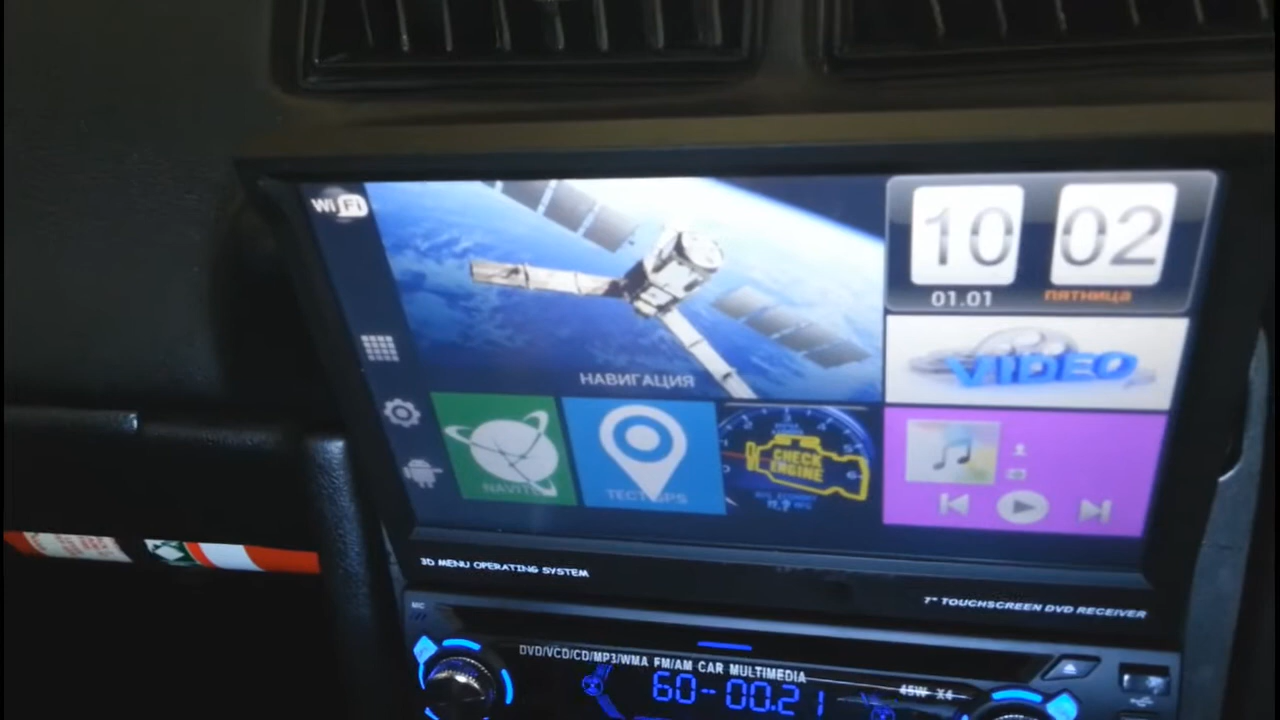 Wi Fi
10 02
01.01 ПЯТНИЦА
НАВИГАЦИЯ
VIDEO
NAVITEL
ТЕСТ GPS
CHECK
ENGINE
3D MENU OPERATING SYSTEM
7" TOUCHSCREEN DVD RECEIVER
MIC
DVD/VCD/CD/MP3/WMA FM/AM CAR MULTIMEDIA
45W X4
60-00.21